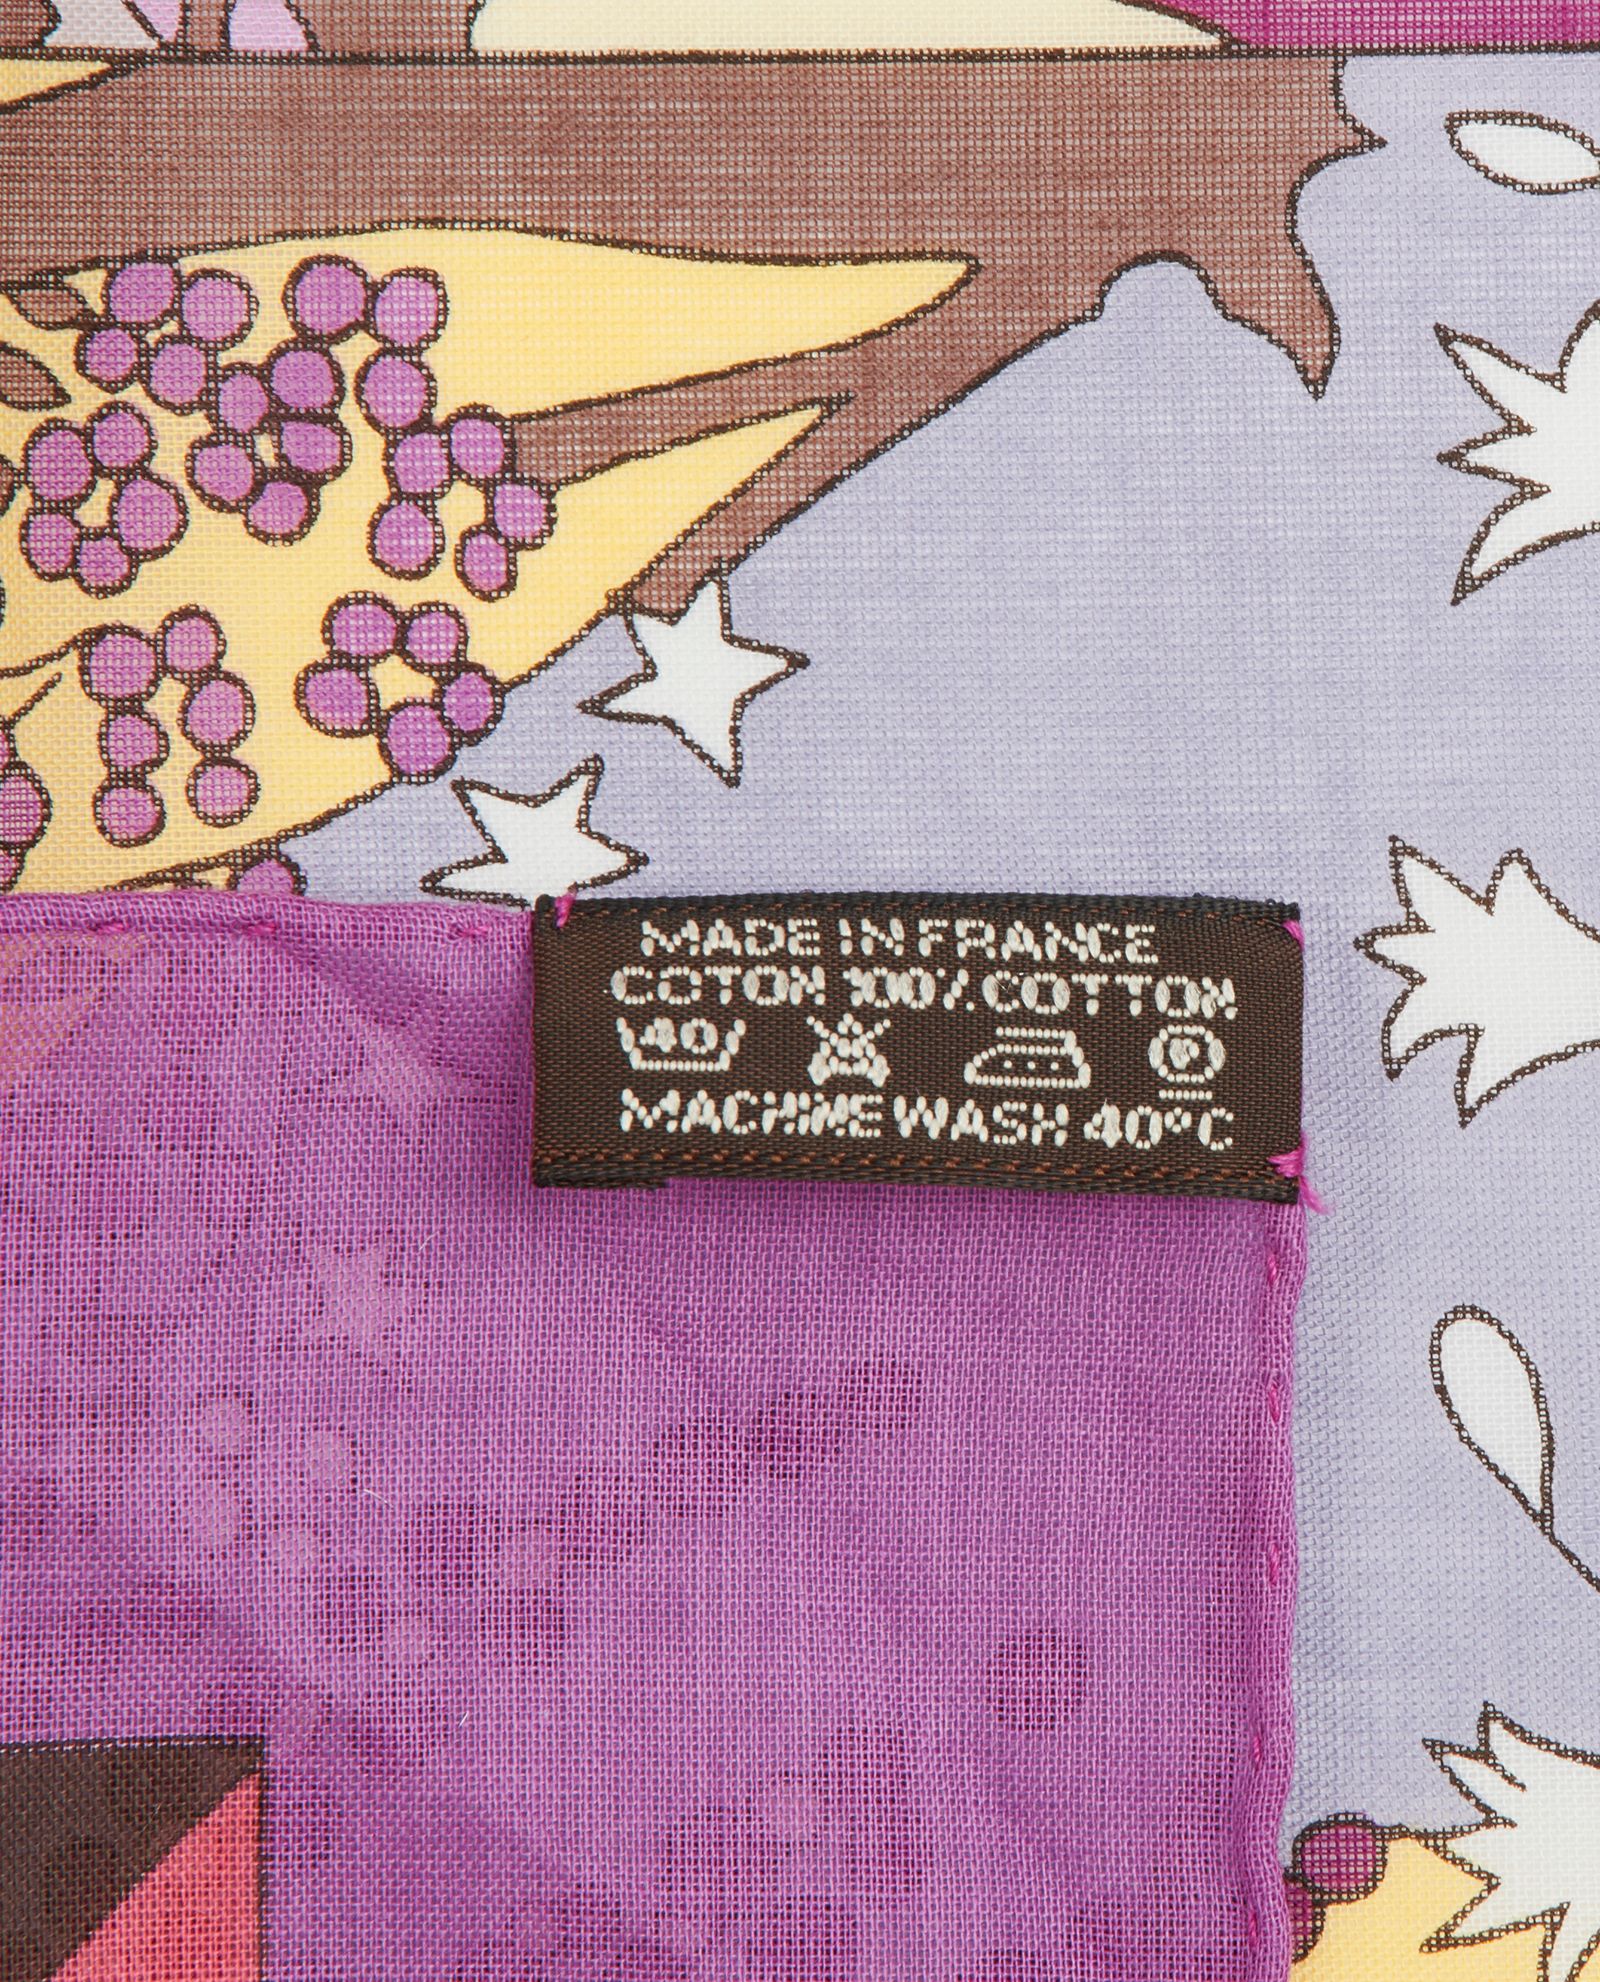 MADE IN FRANCE
COTON 100% COTTON
40 P
MACHINE WASH 40°C